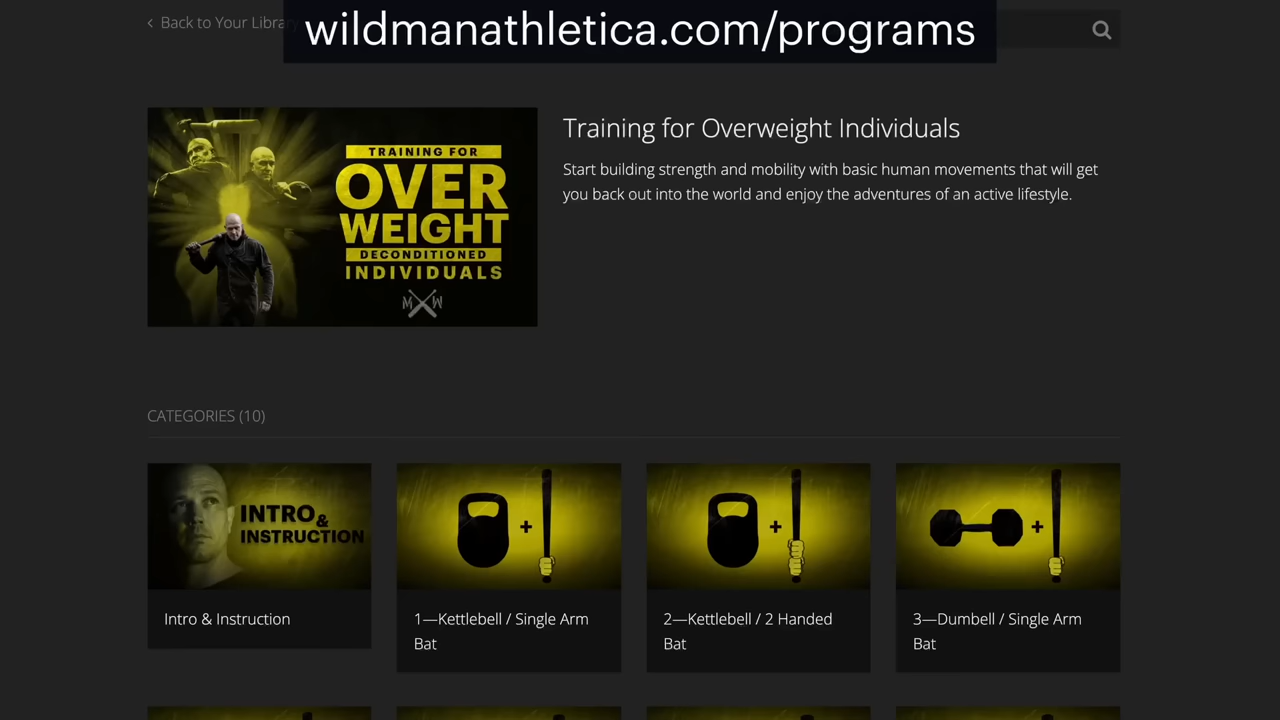 wildmanathletica.com/programs
Back to Your Libra
Training for Overweight Individuals
Start building strength and mobility with basic human movements that will get
you back out into the world and enjoy the adventures of an active lifestyle.
TRAINING FOR
OVER
WEIGHT
DECONDITIONED
INDIVIDUALS
M W
CATEGORIES (10)
INTRO &
INSTRUCTION
+
+
+
Intro & Instruction
1—Kettlebell / Single Arm
Bat
2—Kettlebell / 2 Handed
Bat
3—Dumbell / Single Arm
Bat